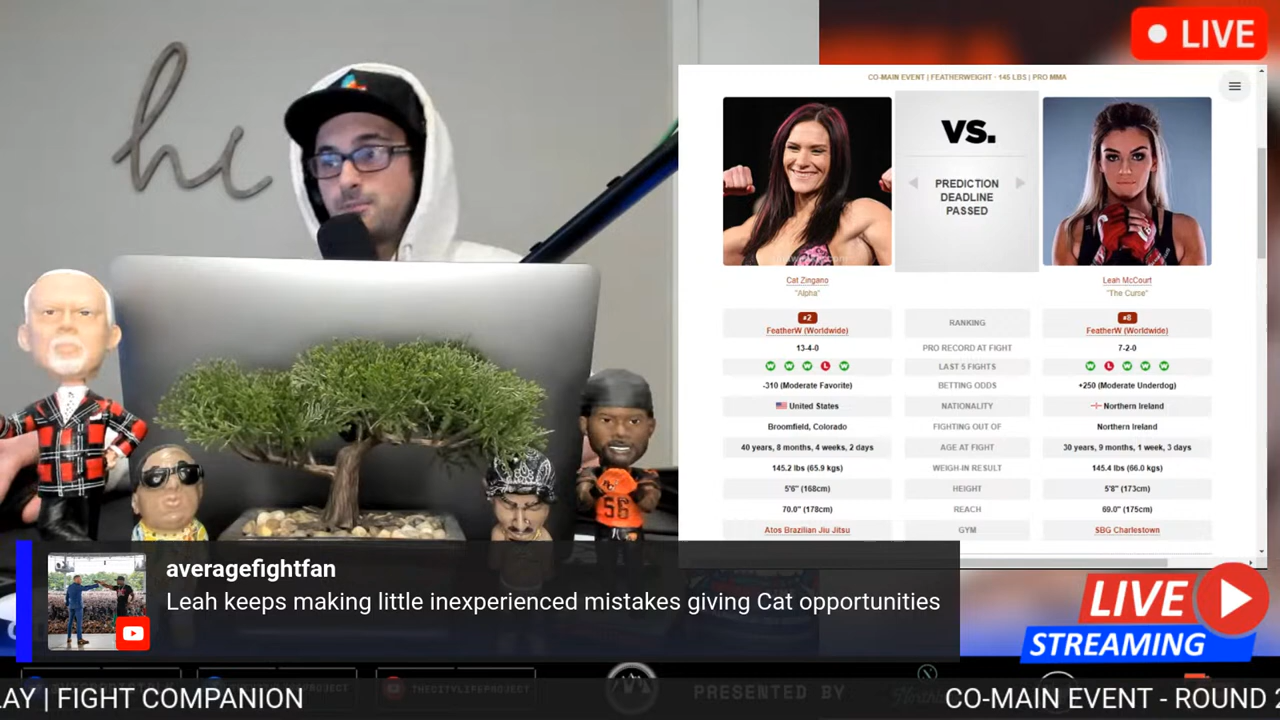 hi
LIVE
CO-MAIN EVENT | FEATHERWEIGHT · 145 LBS | PRO MMA
VS.
PREDICTION
DEADLINE
PASSED
Cat Zingano
"Alpha"
Leah McCourt
"The Curse"
#2
FeatherW (Worldwide)
RANKING
#8
FeatherW (Worldwide)
13-4-0 PRO RECORD AT FIGHT 7-2-0
W W W L W LAST 5 FIGHTS W L W W W
-310 (Moderate Favorite) BETTING ODDS +250 (Moderate Underdog)
United States NATIONALITY Northern Ireland
Broomfield, Colorado FIGHTING OUT OF Northern Ireland
40 years, 8 months, 4 weeks, 2 days AGE AT FIGHT 30 years, 9 months, 1 week, 3 days
145.2 lbs (65.9 kgs) WEIGH-IN RESULT 145.4 lbs (66.0 kgs)
5'6" (168cm) HEIGHT 5'8" (173cm)
70.0" (178cm) REACH 69.0" (175cm)
Atos Brazilian Jiu Jitsu GYM SBG Charlestown
56
averagefightfan
Leah keeps making little inexperienced mistakes giving Cat opportunities
LIVE
STREAMING
THECITYLIFEPROJECT
PRESENTED BY
LAY | FIGHT COMPANION
CO-MAIN EVENT - ROUND 2